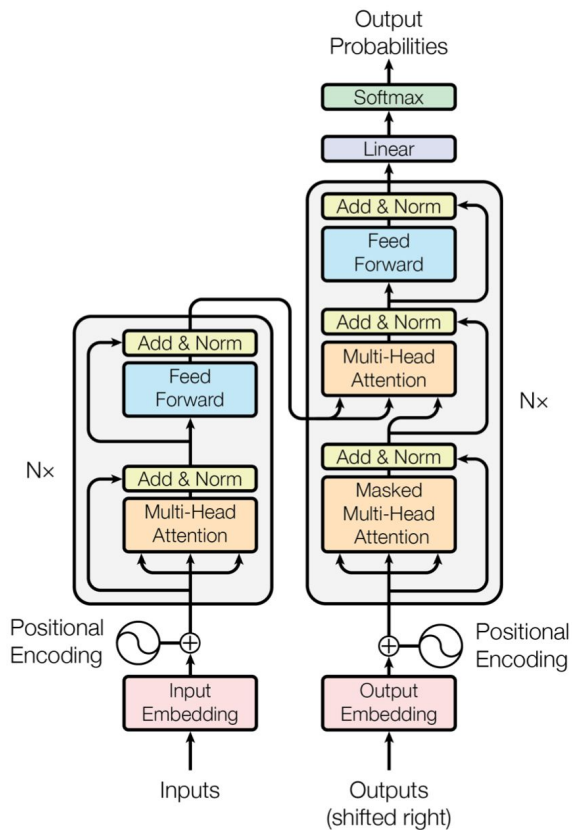 Output
Probabilities
Softmax
Linear
Add & Norm
Feed
Forward
Add & Norm
Multi-Head
Attention
Add & Norm
Masked
Multi-Head
Attention
Nx
Add & Norm
Feed
Forward
Add & Norm
Multi-Head
Attention
Nx
Positional
Encoding
Positional
Encoding
Input
Embedding
Output
Embedding
Inputs
Outputs
(shifted right)